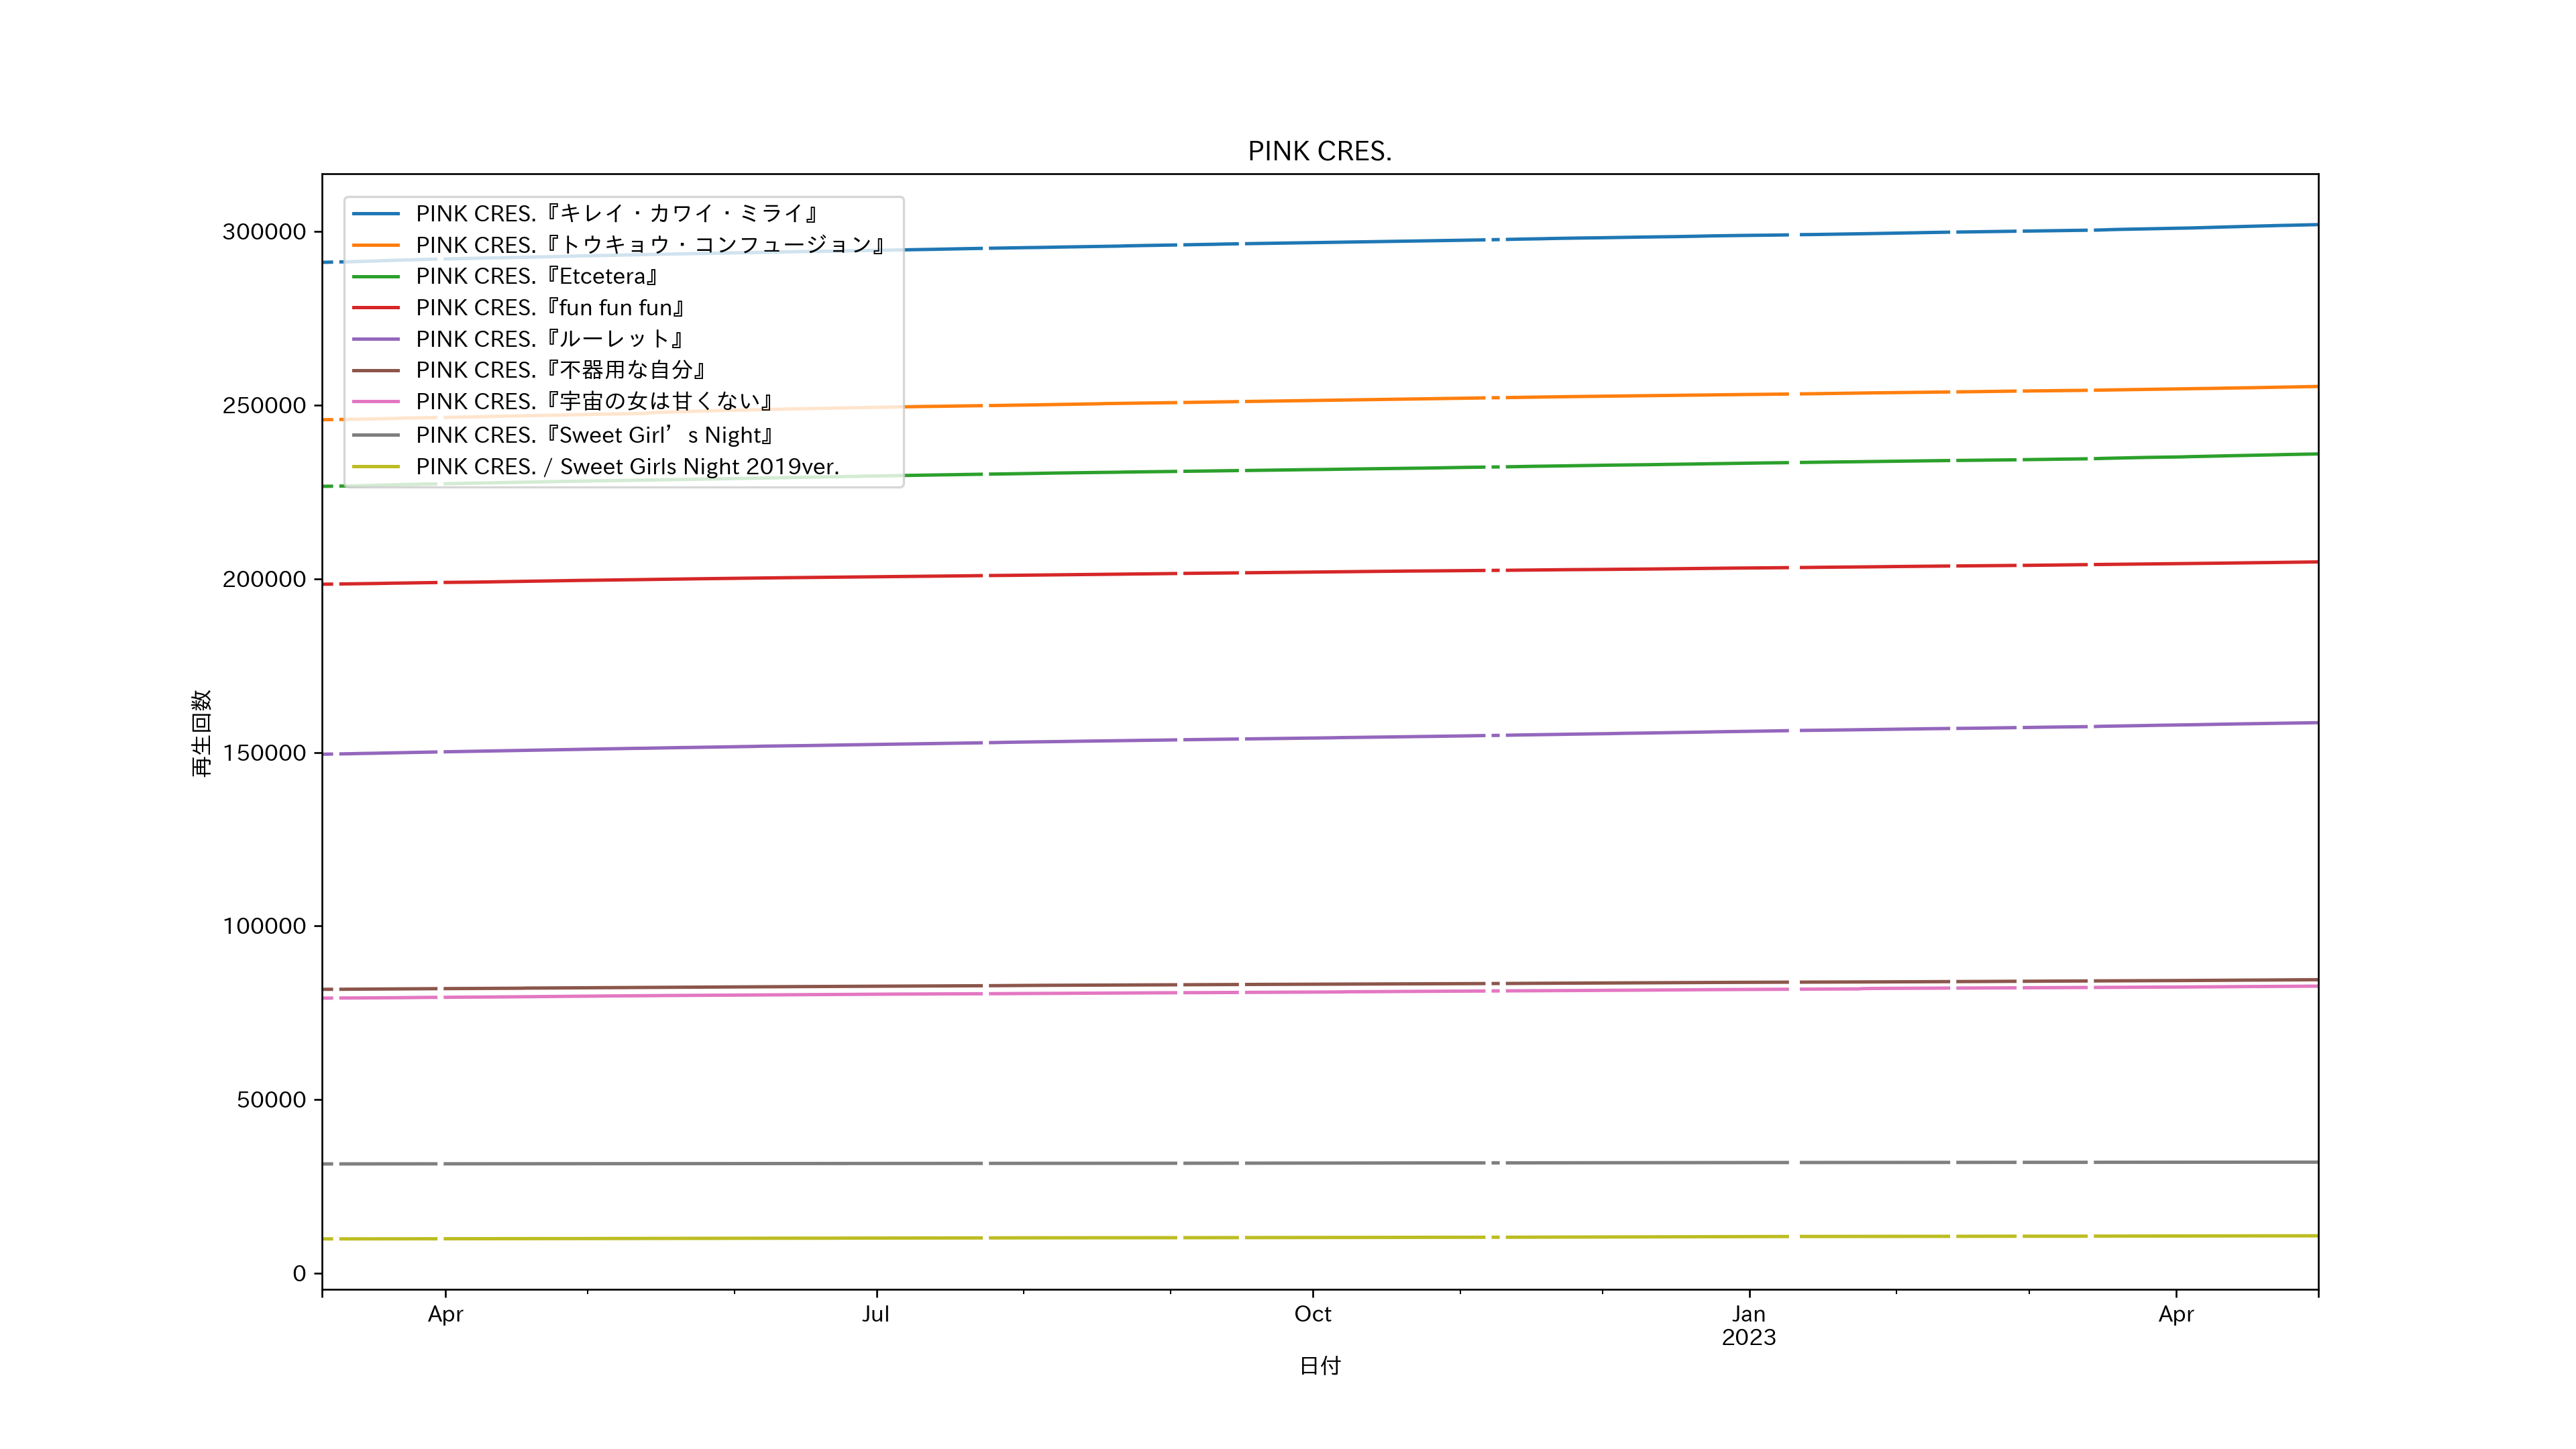 PINK CRES.
PINK CRES.『キレイ・カワイ・ミライ』
PINK CRES.『トウキョウ・コンフュージョン』
PINK CRES.『Etcetera』
PINK CRES.『fun fun fun』
PINK CRES.『ルーレット』
PINK CRES.『不器用な自分』
PINK CRES.『宇宙の女は甘くない』
PINK CRES.『Sweet Girl’s Night』
PINK CRES. / Sweet Girls Night 2019ver.
300000
250000
200000
150000
100000
50000
0
再生回数
Apr
Jul
Oct
Jan
2023
Apr
日付